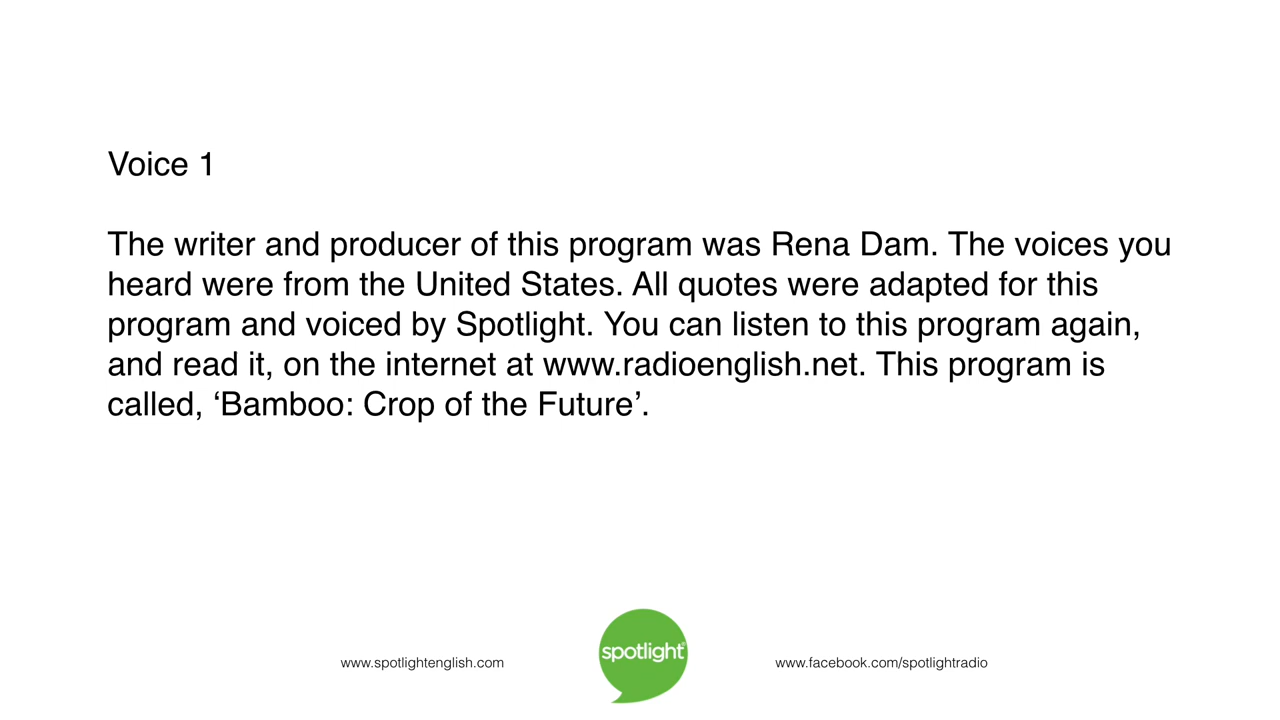 Voice 1
The writer and producer of this program was Rena Dam. The voices you
heard were from the United States. All quotes were adapted for this
program and voiced by Spotlight. You can listen to this program again,
and read it, on the internet at www.radioenglish.net. This program is
called, ‘Bamboo: Crop of the Future’.
www.spotlightenglish.com
spotlight®
www.facebook.com/spotlightradio